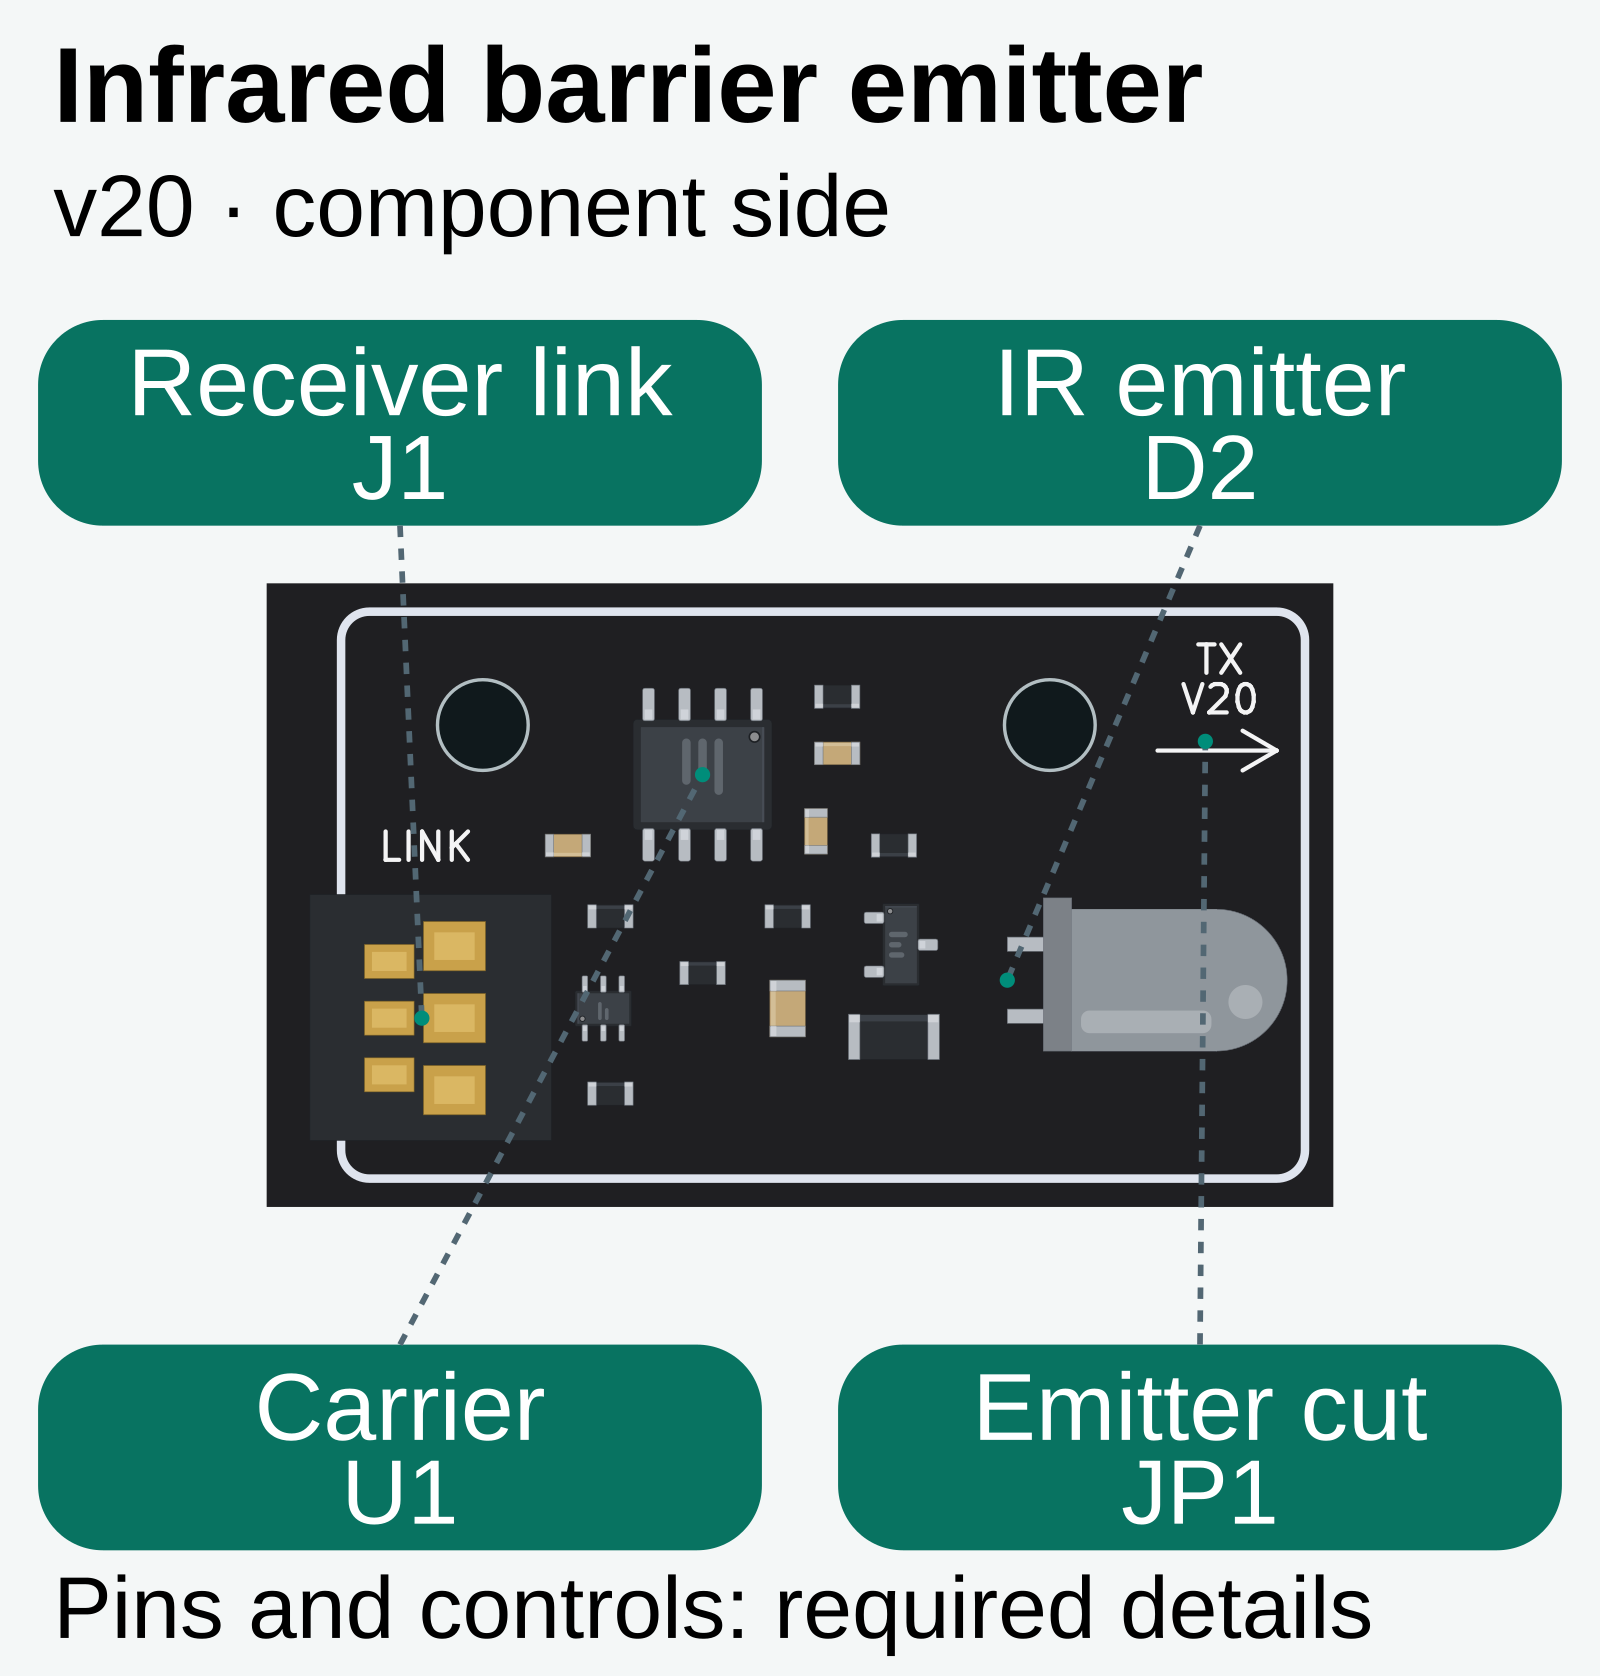 Infrared barrier emitter
v20 · component side
Receiver link
J1
IR emitter
D2
TX
V20
LINK
Carrier
U1
Emitter cut
JP1
Pins and controls: required details